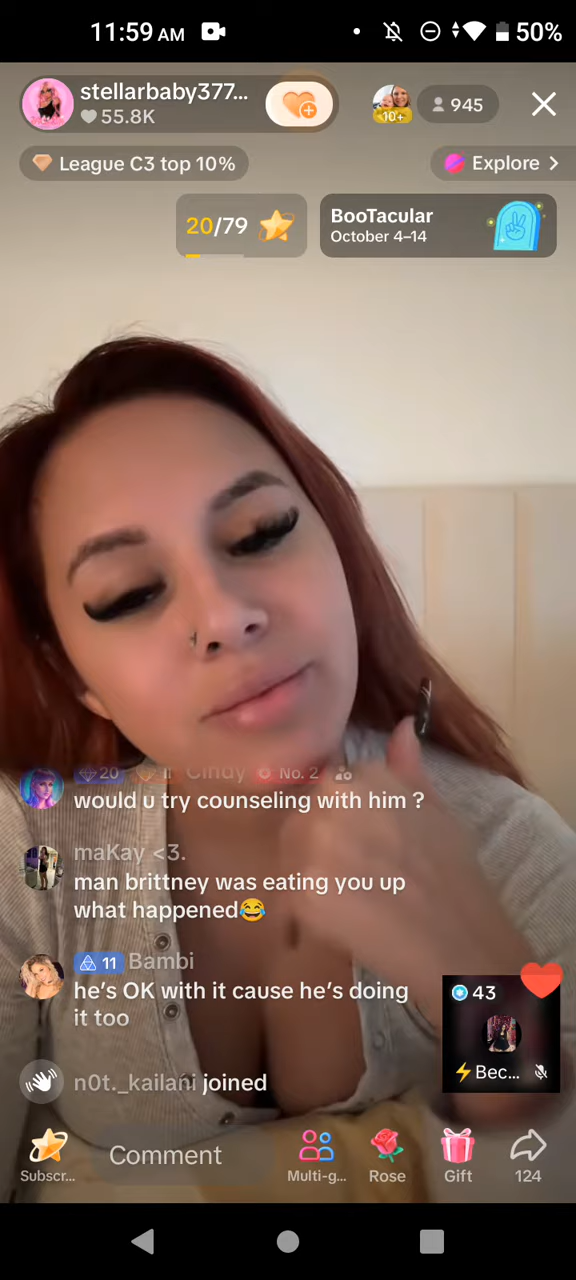 11:59 AM
50%
stellarbaby377...
55.8K
10+
945
League C3 top 10%
Explore >
20/79
BooTacular
October 4–14
20 Cindy No. 2
would u try counseling with him ?
maKay <3.
man brittney was eating you up
what happened😂
11 Bambi
he's OK with it cause he's doing
it too
n0t._kailani joined
43
⚡Bec...
Comment
Subscr...
Multi-g...
Rose
Gift
124